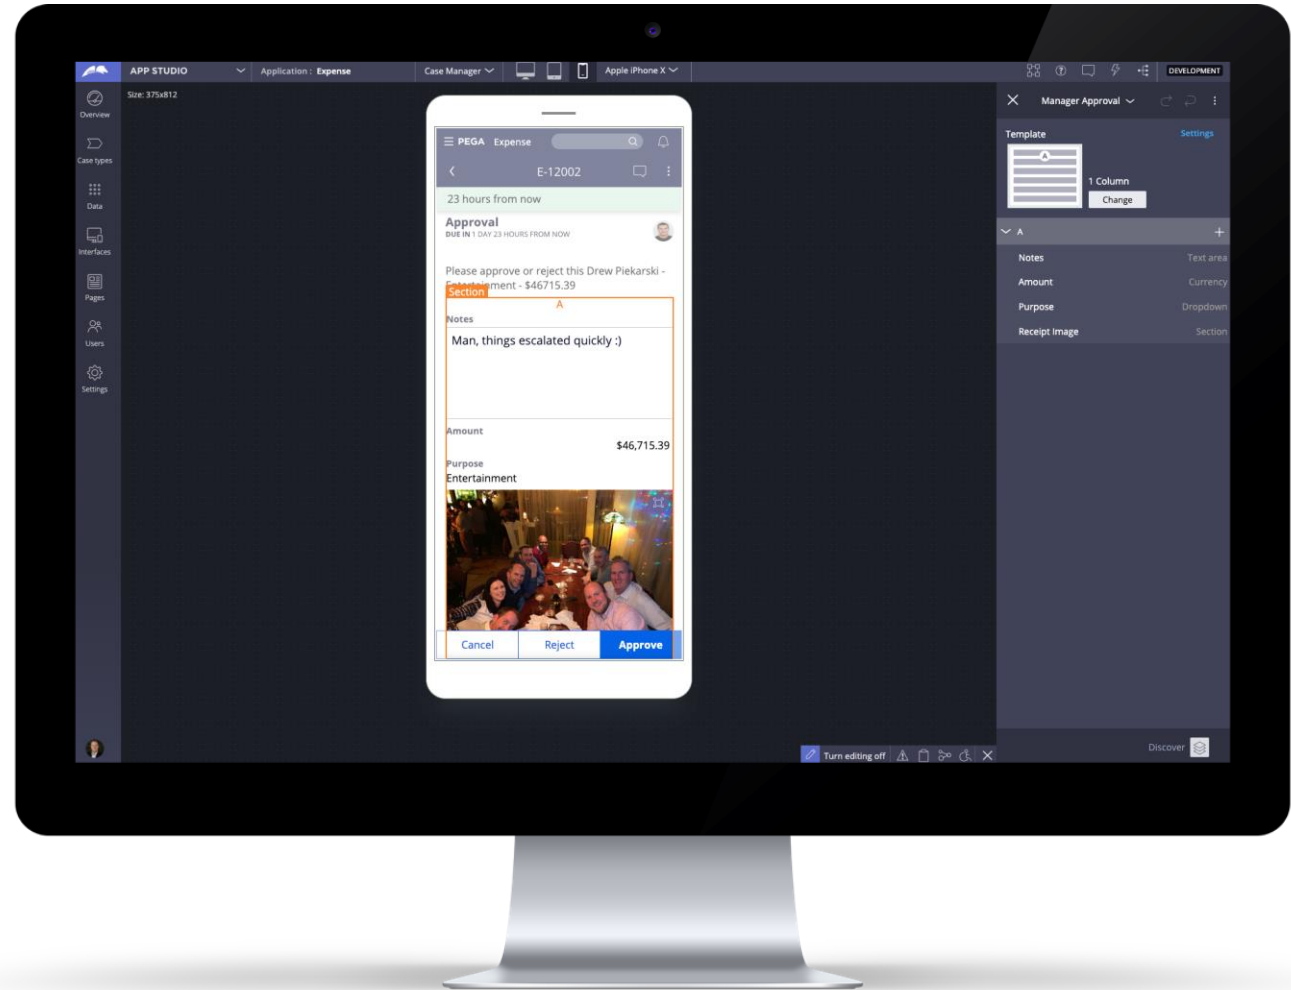 APP STUDIO
Application : Expense
Case Manager
Apple iPhone X
DEVELOPMENT
Overview
Case types
Data
Interfaces
Pages
Users
Settings
Size: 375x812
PEGA Expense
E-12002
23 hours from now
Approval
DUE IN 1 DAY 23 HOURS FROM NOW
Please approve or reject this Drew Piekarski -
Entertainment - $46715.39
Section
A
Notes
Man, things escalated quickly :)
Amount
$46,715.39
Purpose
Entertainment
Cancel Reject Approve
Turn editing off
Manager Approval
Template Settings
A
1 Column
Change
A
Notes Text area
Amount Currency
Purpose Dropdown
Receipt Image Section
Discover